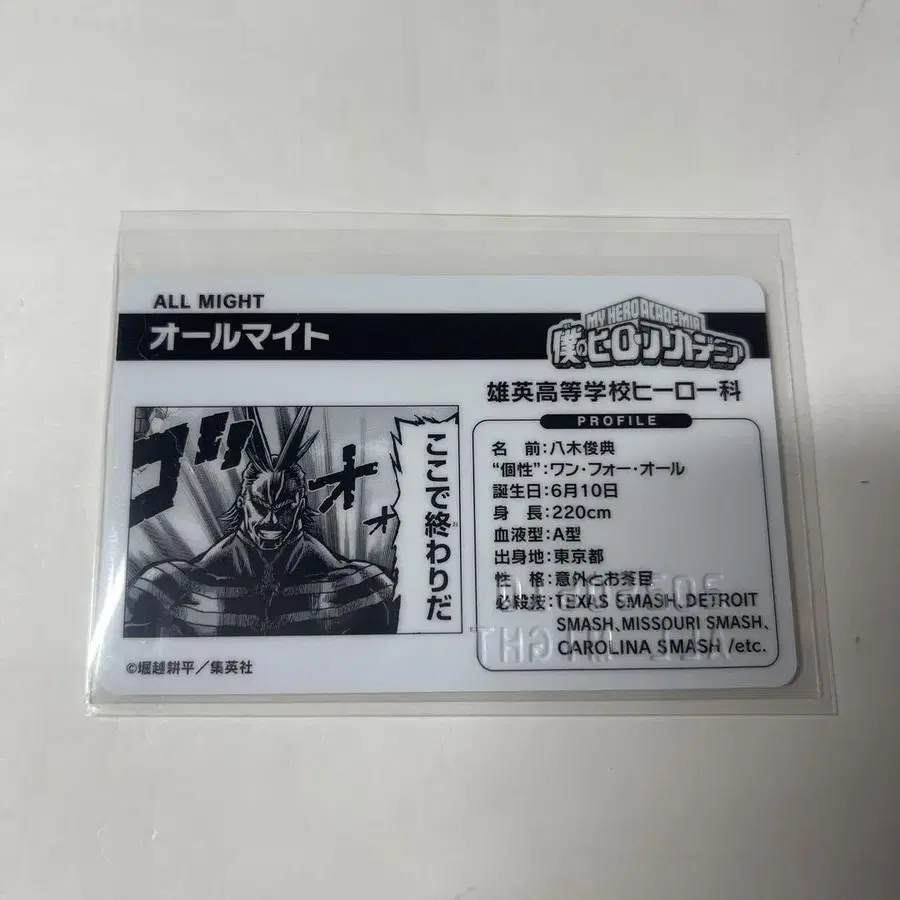 ALL MIGHT
オールマイト
MY HERO ACADEMIA
僕のヒーローアカデミア
雄英高等学校ヒーロー科
PROFILE
名 前:八木俊典
“個性”:ワン・フォー・オール
誕生日:6月10日
身 長:220cm
血液型:A型
出身地:東京都
性 格:意外とお茶目
必殺技:TEXAS SMASH、DETROIT
SMASH、MISSOURI SMASH、
CAROLINA SMASH /etc.
ゴッ
オォ
ここで終わりだ
お
©堀越耕平/集英社